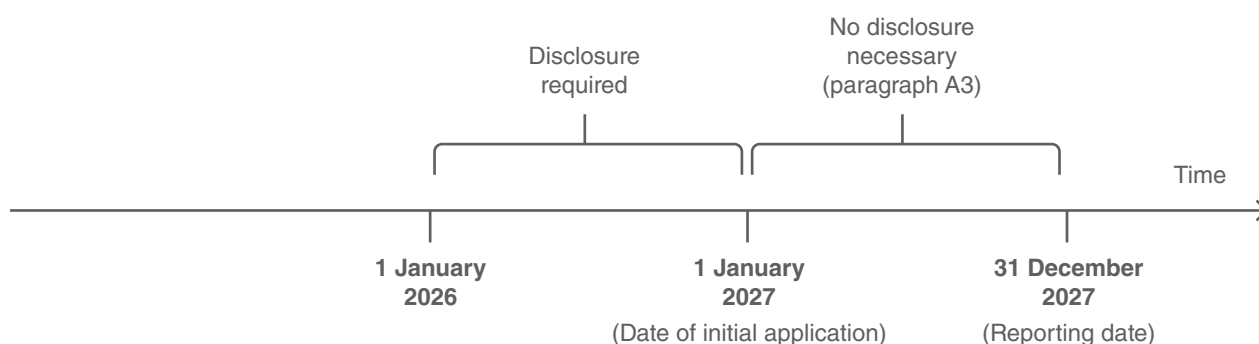 Disclosure
required
No disclosure
necessary
(paragraph A3)
Time
1 January
2026
1 January
2027
(Date of initial application)
31 December
2027
(Reporting date)